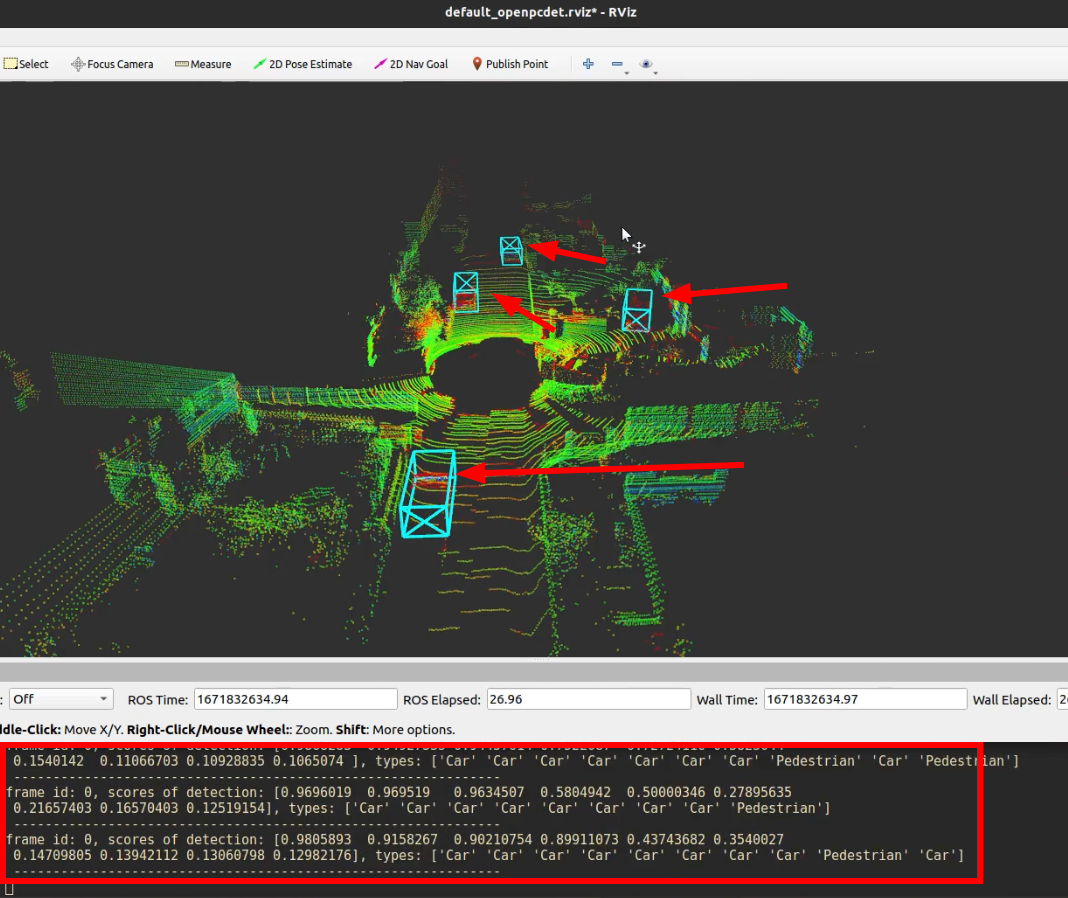 default_openpcdet.rviz* - RViz
Select Focus Camera Measure 2D Pose Estimate 2D Nav Goal Publish Point
: Off ROS Time: 1671832634.94 ROS Elapsed: 26.96 Wall Time: 1671832634.97 Wall Elapsed: 2
ddle-Click: Move X/Y. Right-Click/Mouse Wheel:: Zoom. Shift: More options.
frame id: 0, scores of detection:
0.1540142 0.11066703 0.10928835 0.1065074 ], types: ['Car' 'Car' 'Car' 'Car' 'Car' 'Car' 'Car' 'Pedestrian' 'Car' 'Pedestrian']
--------------------------------------------------------------
frame id: 0, scores of detection: [0.9696019 0.969519 0.9634507 0.5804942 0.50000346 0.27895635
0.21657403 0.16570403 0.12519154], types: ['Car' 'Car' 'Car' 'Car' 'Car' 'Car' 'Car' 'Car' 'Pedestrian']
--------------------------------------------------------------
frame id: 0, scores of detection: [0.9805893 0.9158267 0.90210754 0.89911073 0.43743682 0.3540027
0.14709805 0.13942112 0.13060798 0.12982176], types: ['Car' 'Car' 'Car' 'Car' 'Car' 'Car' 'Car' 'Pedestrian' 'Car']
--------------------------------------------------------------